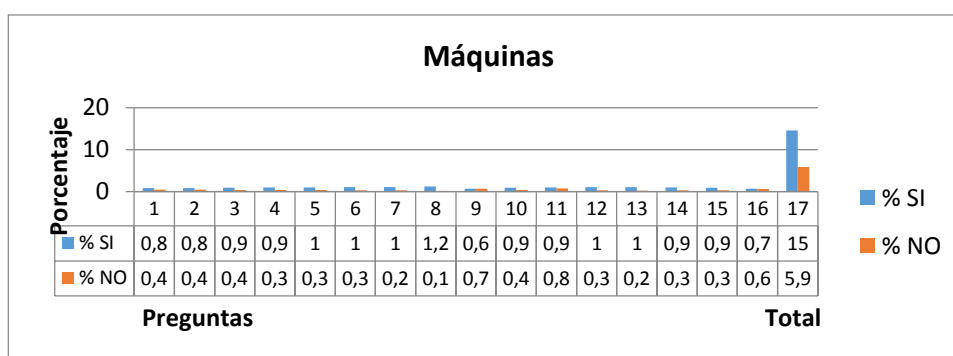 Máquinas
Porcentaje
20
10
0
1 2 3 4 5 6 7 8 9 10 11 12 13 14 15 16 17
% SI 0,8 0,8 0,9 0,9 1 1 1 1,2 0,6 0,9 0,9 1 1 0,9 0,9 0,7 15
% NO 0,4 0,4 0,4 0,3 0,3 0,3 0,2 0,1 0,7 0,4 0,8 0,3 0,2 0,3 0,3 0,6 5,9
Preguntas Total
% SI
% NO